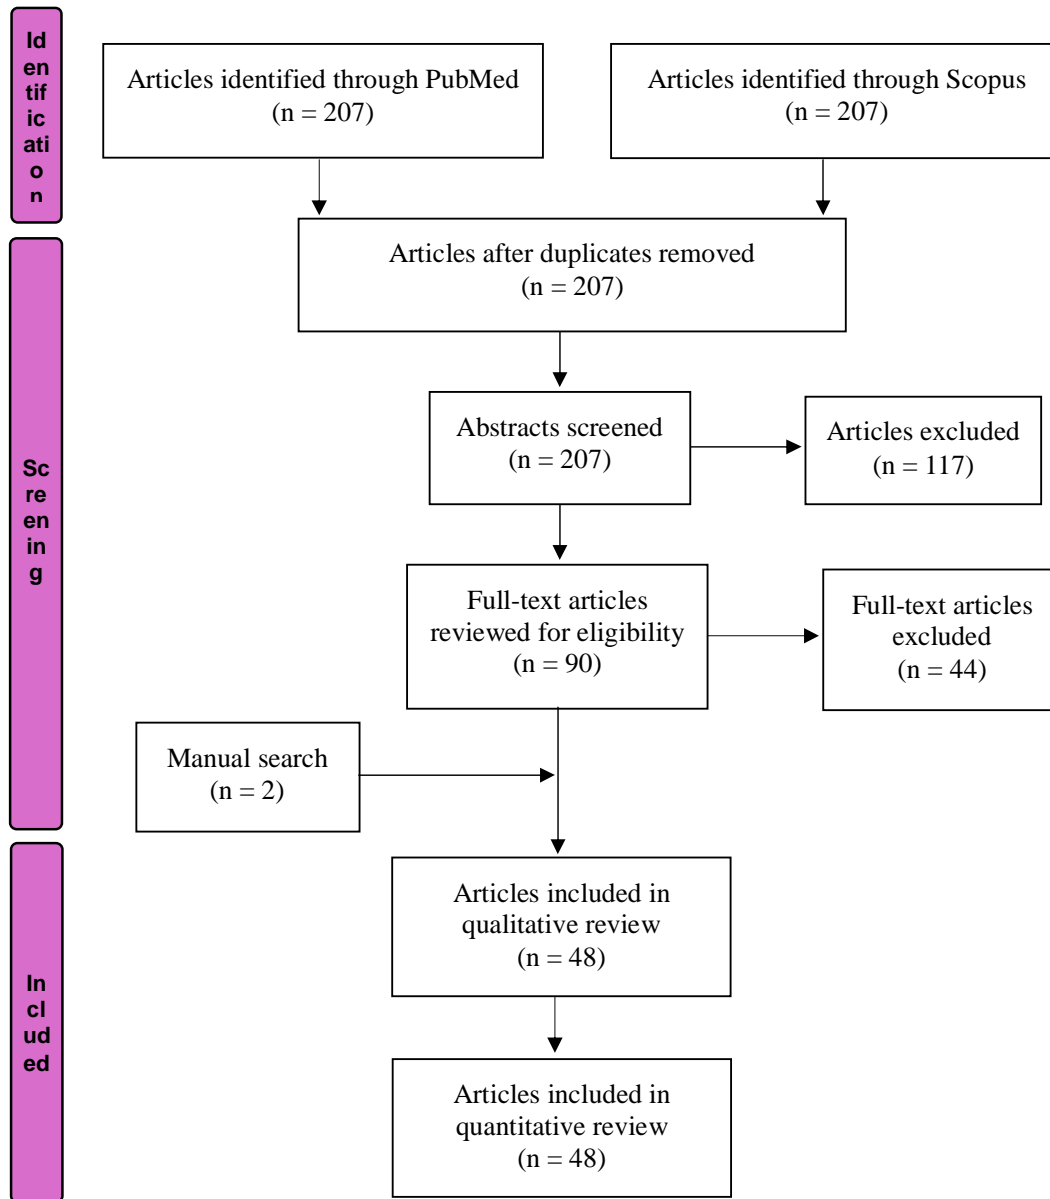 Id
en
tif
ic
ati
o
n
Articles identified through PubMed
(n = 207)
Articles identified through Scopus
(n = 207)
Articles after duplicates removed
(n = 207)
Sc
re
en
in
g
Abstracts screened
(n = 207)
Articles excluded
(n = 117)
Full-text articles
reviewed for eligibility
(n = 90)
Full-text articles
excluded
(n = 44)
Manual search
(n = 2)
In
cl
ud
ed
Articles included in
qualitative review
(n = 48)
Articles included in
quantitative review
(n = 48)